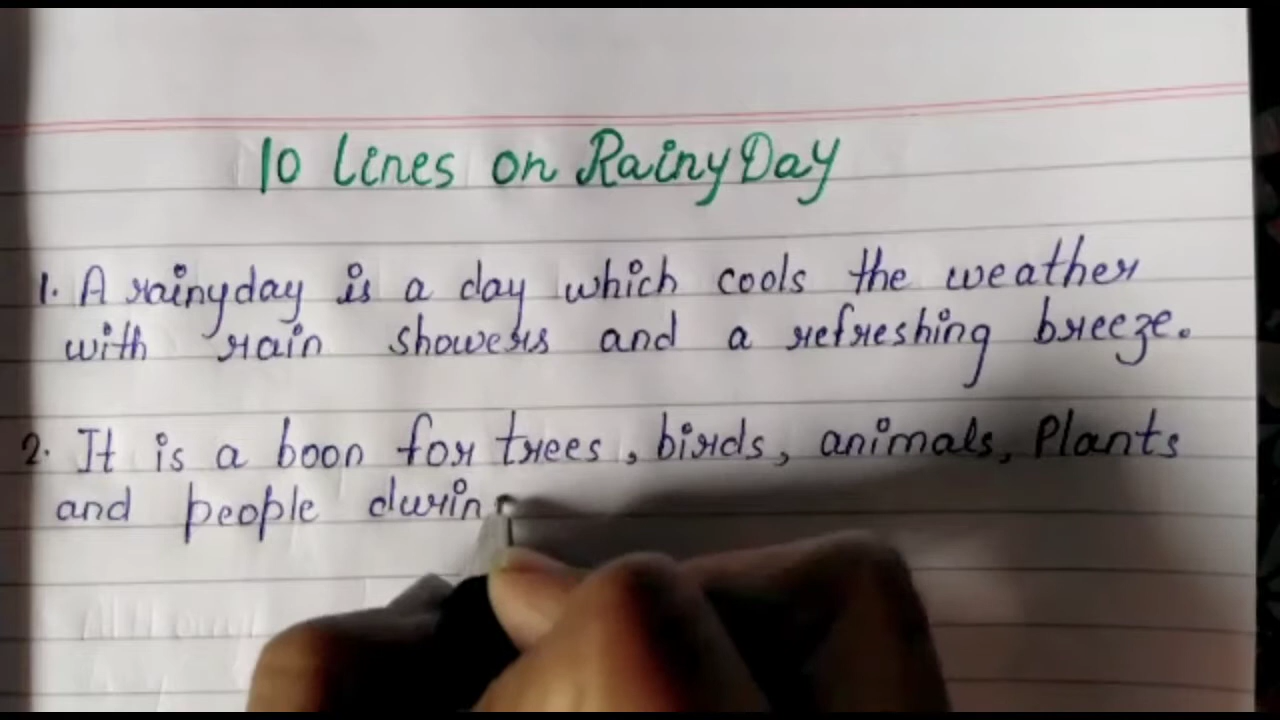 10 Lines on Rainy Day
1. A rainyday is a day which cools the weather
with rain showers and a refreshing breeze.
2. It is a boon for trees, birds, animals, Plants
and people durin